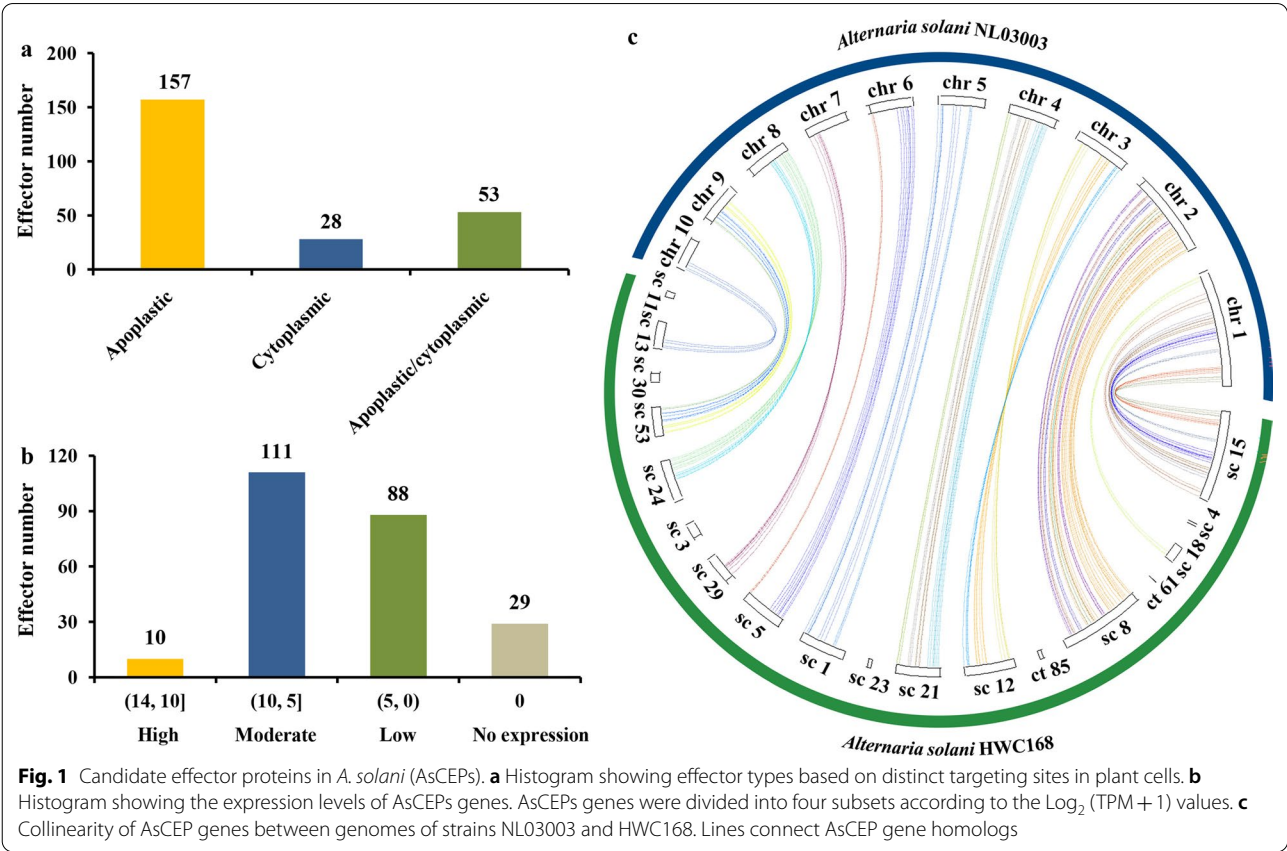 a
200
150
100
50
0
Effector number
157
28
53
Apoplastic
Cytoplasmic
Apoplastic/cytoplasmic
b
120
90
60
30
0
Effector number
10
111
88
29
(14, 10]
(10, 5]
(5, 0)
0
High
Moderate
Low
No expression
c
Alternaria solani NL03003
chr 10
chr 9
chr 8
chr 7
chr 6
chr 5
chr 4
chr 3
chr 2
chr 1
sc 11
sc 13
sc 30
sc 53
sc 24
sc 3
sc 29
sc 5
sc 1
sc 23
sc 21
sc 12
ct 85
sc 8
ct 61
sc 18
sc 4
sc 15
Alternaria solani HWC168
Fig. 1 Candidate effector proteins in A. solani (AsCEPs). a Histogram showing effector types based on distinct targeting sites in plant cells. b
Histogram showing the expression levels of AsCEPs genes. AsCEPs genes were divided into four subsets according to the Log2 (TPM + 1) values. c
Collinearity of AsCEP genes between genomes of strains NL03003 and HWC168. Lines connect AsCEP gene homologs